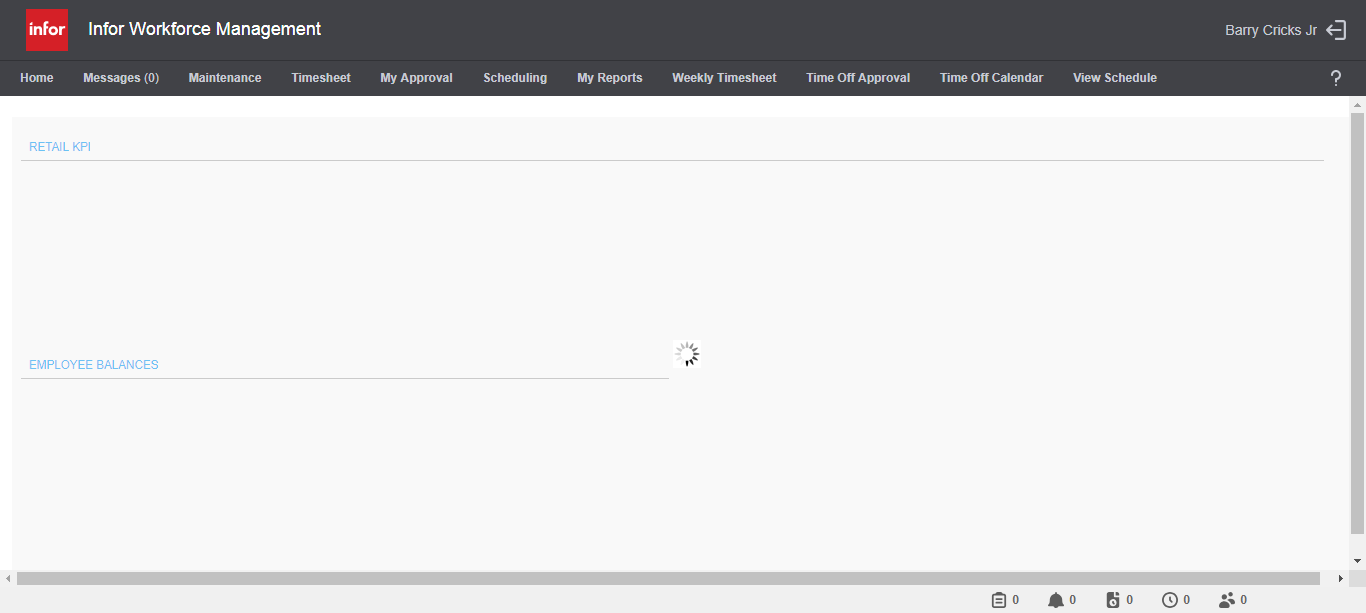 infor Infor Workforce Management Barry Cricks Jr
Home Messages (0) Maintenance Timesheet My Approval Scheduling My Reports Weekly Timesheet Time Off Approval Time Off Calendar View Schedule ?
RETAIL KPI
EMPLOYEE BALANCES
0 0 0 0 0